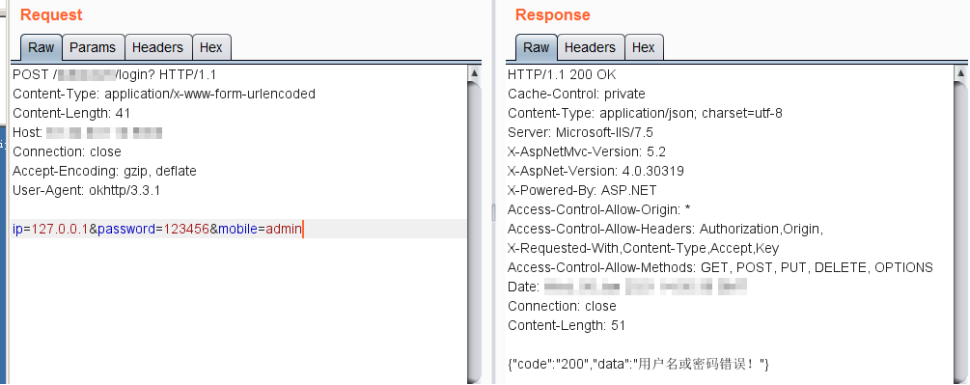 Request
Raw Params Headers Hex
POST / /login? HTTP/1.1
Content-Type: application/x-www-form-urlencoded
Content-Length: 41
Host:
Connection: close
Accept-Encoding: gzip, deflate
User-Agent: okhttp/3.3.1
ip=127.0.0.1&password=123456&mobile=admin
Response
Raw Headers Hex
HTTP/1.1 200 OK
Cache-Control: private
Content-Type: application/json; charset=utf-8
Server: Microsoft-IIS/7.5
X-AspNetMvc-Version: 5.2
X-AspNet-Version: 4.0.30319
X-Powered-By: ASP.NET
Access-Control-Allow-Origin: *
Access-Control-Allow-Headers: Authorization,Origin,
X-Requested-With,Content-Type,Accept,Key
Access-Control-Allow-Methods: GET, POST, PUT, DELETE, OPTIONS
Date:
Connection: close
Content-Length: 51
{"code":"200","data":"用户名或密码错误！"}